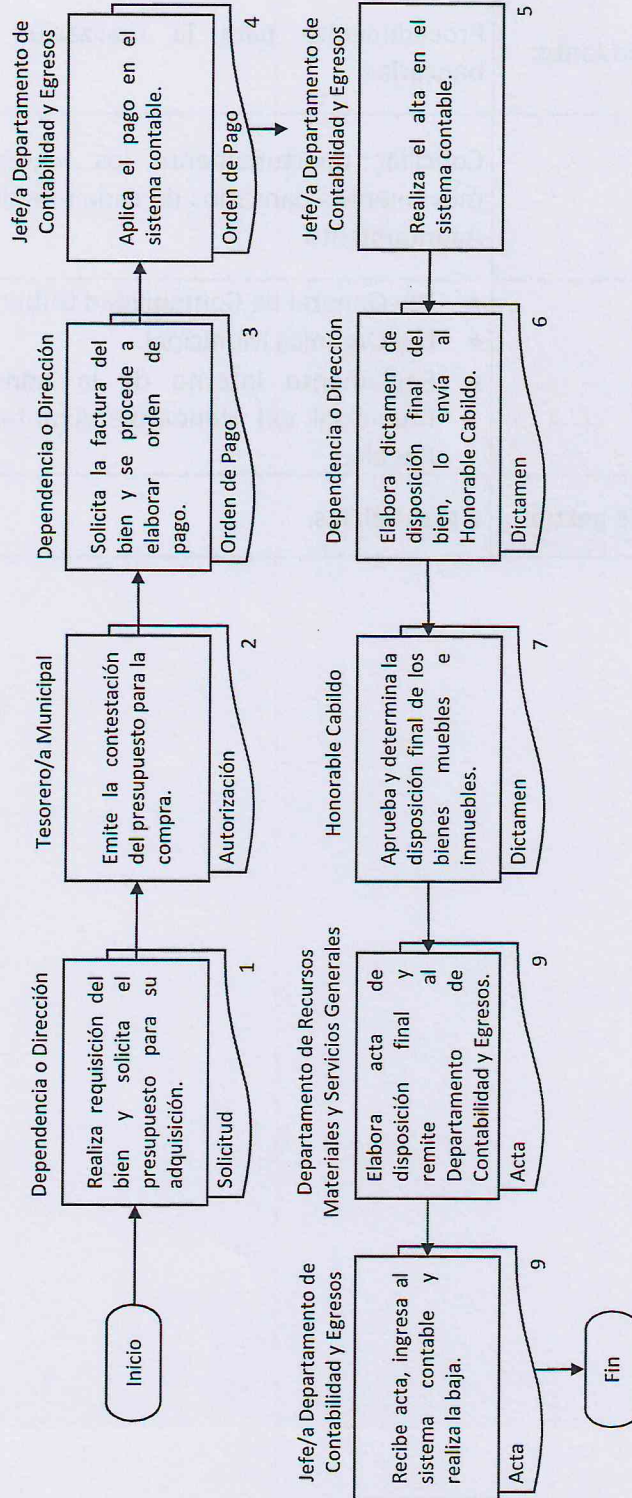 Inicio
Dependencia o Dirección
Realiza requisición del
bien y solicita el
presupuesto para su
adquisición.
Solicitud
1
Tesorero/a Municipal
Emite la contestación
del presupuesto para la
compra.
Autorización
2
Dependencia o Dirección
Solicita la factura del
bien y se procede a
elaborar orden de
pago.
Orden de Pago
3
Jefe/a Departamento de
Contabilidad y Egresos
Aplica el pago en el
sistema contable.
Orden de Pago
4
Jefe/a Departamento de
Contabilidad y Egresos
Realiza el alta en el
sistema contable.
5
Dependencia Dirección
Elabora dictamen de
disposición final del
bien, lo envía al
Honorable Cabildo.
Dictamen
6
Honorable Cabildo
Aprueba y determina la
disposición final de los
bienes muebles e
inmuebles.
Dictamen
7
Departamento de Recursos
Materiales y Servicios Generales
Elabora acta de
disposición final y
remite al
Departamento de
Contabilidad y Egresos.
Acta
9
Jefe/a Departamento de
Contabilidad y Egresos
Recibe acta, ingresa al
sistema contable y
realiza la baja.
Acta
9
Fin